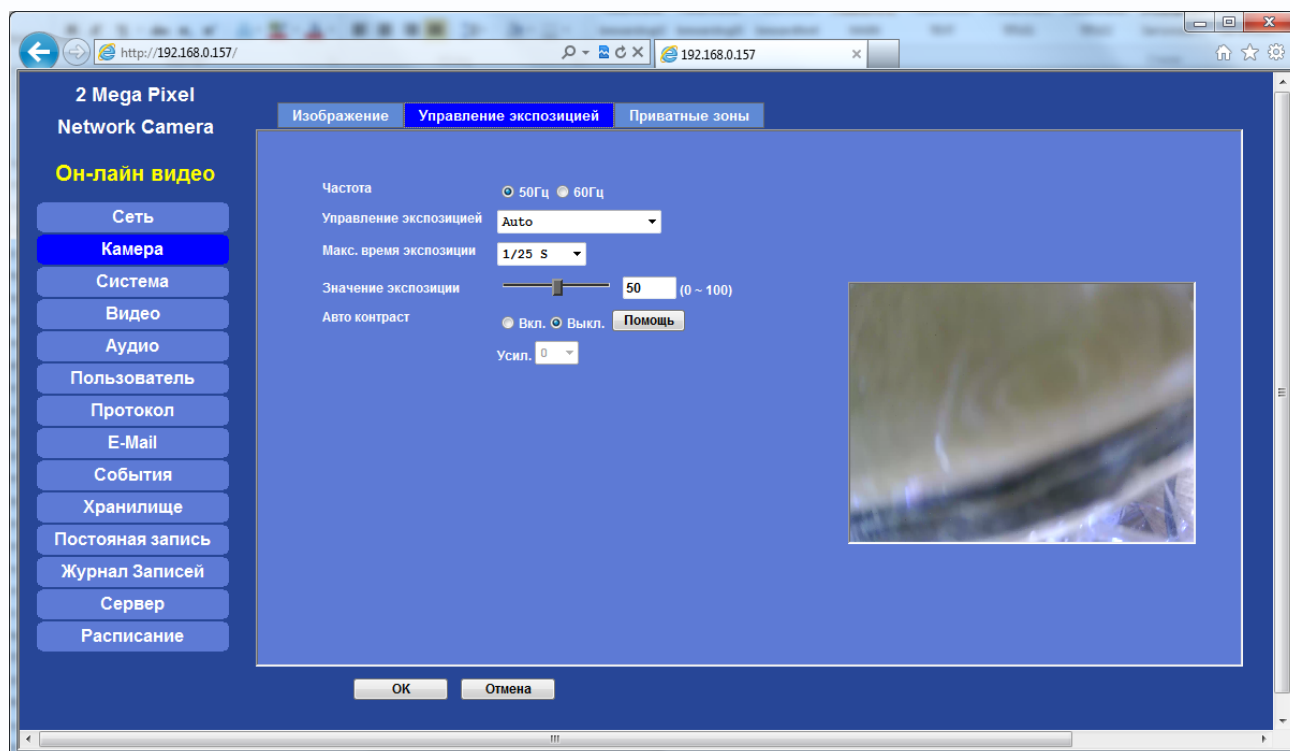 http://192.168.0.157/
192.168.0.157
2 Mega Pixel
Network Camera
Он-лайн видео
Сеть
Камера
Система
Видео
Аудио
Пользователь
Протокол
E-Mail
События
Хранилище
Постояная запись
Журнал Записей
Сервер
Расписание
Изображение Управление экспозицией Приватные зоны
Частота 50Гц 60Гц
Управление экспозицией Auto
Макс. время экспозиции 1/25 S
Значение экспозиции 50 (0 ~ 100)
Авто контраст Вкл. Выкл. Помощь
Усил. 0
OK Отмена